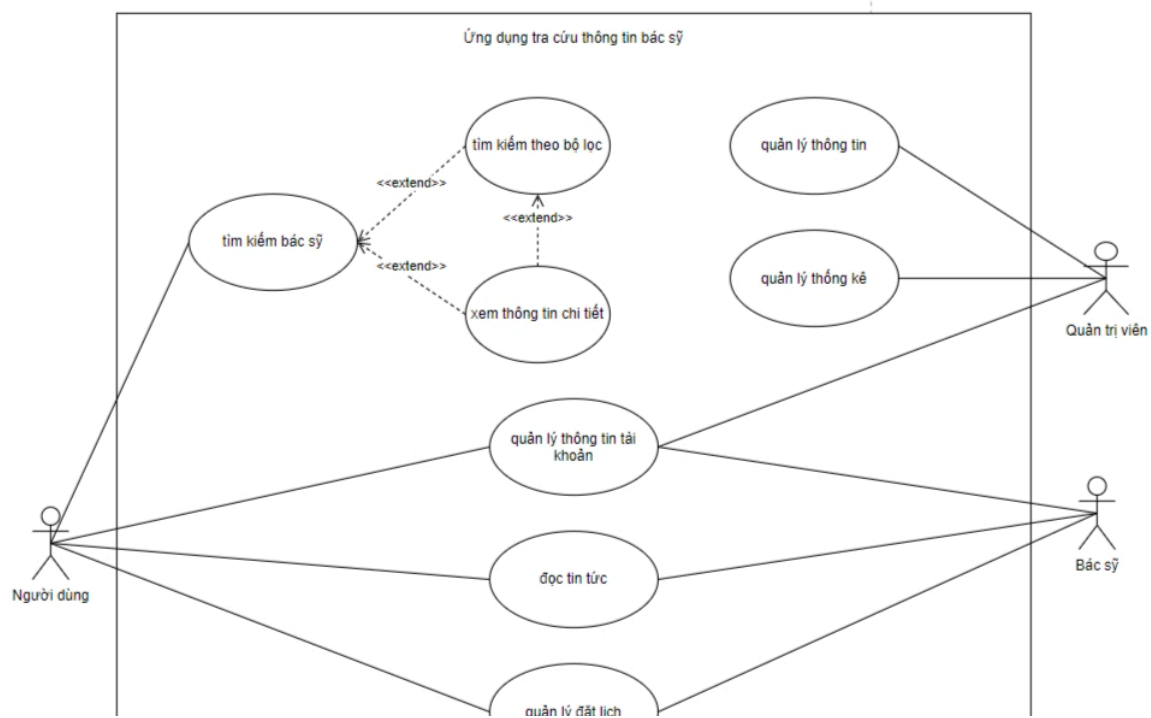 Ứng dụng tra cứu thông tin bác sỹ
tìm kiếm theo bộ lọc
quản lý thông tin
<<extend>>
<<extend>>
tìm kiếm bác sỹ
<<extend>>
quản lý thống kê
xem thông tin chi tiết
Quản trị viên
quản lý thông tin tài
khoản
Bác sỹ
đọc tin tức
Người dùng
quản lý đặt lịch